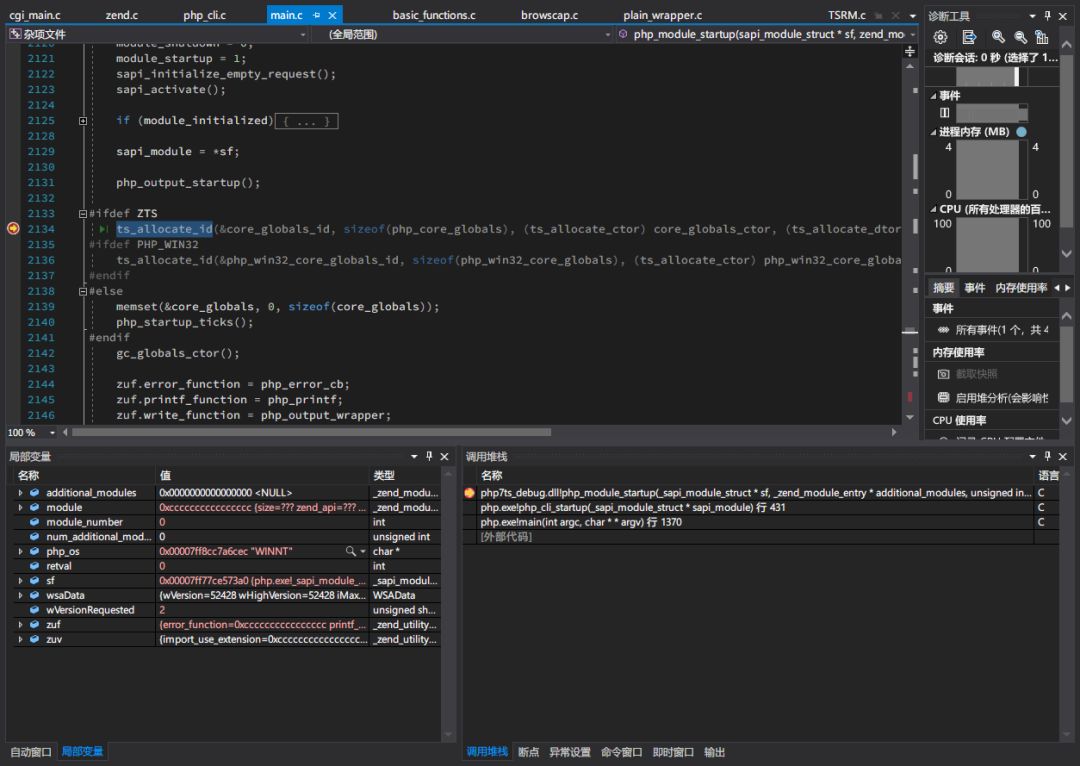 cgi_main.c zend.c php_cli.c main.c basic_functions.c browscap.c plain_wrapper.c TSRM.c
杂项文件 (全局范围) php_module_startup(sapi_module_struct * sf, zend_mo
2120 module_shutdown = 0;
2121 module_startup = 1;
2122 sapi_initialize_empty_request();
2123 sapi_activate();
2124
2125 if (module_initialized) { ... }
2128
2129 sapi_module = *sf;
2130
2131 php_output_startup();
2132
2133 #ifdef ZTS
2134 ts_allocate_id(&core_globals_id, sizeof(php_core_globals), (ts_allocate_ctor) core_globals_ctor, (ts_allocate_dtor
2135 #ifdef PHP_WIN32
2136 ts_allocate_id(&php_win32_core_globals_id, sizeof(php_win32_core_globals), (ts_allocate_ctor) php_win32_core_globa
2137 #endif
2138 #else
2139 memset(&core_globals, 0, sizeof(core_globals));
2140 php_startup_ticks();
2141 #endif
2142 gc_globals_ctor();
2143
2144 zuf.error_function = php_error_cb;
2145 zuf.printf_function = php_printf;
2146 zuf.write_function = php_output_wrapper;
100 %
诊断工具
诊断会话: 0 秒 (选择了 1...
事件
进程内存 (MB)
4 4
0 0
CPU (所有处理器的百...
100 100
0 0
摘要 事件 内存使用率
事件
所有事件(1 个，共 4
内存使用率
截取快照
启用堆分析(会影响性
CPU 使用率
局部变量
名称 值 类型
additional_modules 0x0000000000000000 <NULL> _zend_modu...
module 0xcccccccccccccccc {size=??? zend_api=??? ... _zend_modu...
module_number 0 int
num_additional_mod... 0 unsigned int
php_os 0x00007ff8cc7a6cec "WINNT" char *
retval 0 int
sf 0x00007ff77ce573a0 {php.exe!_sapi_module_... _sapi_modul...
wsaData {wVersion=52428 wHighVersion=52428 iMax... WSAData
wVersionRequested 2 unsigned sh...
zuf {error_function=0xcccccccccccccccc printf_... _zend_utility...
zuv {import_use_extension=0xcccccccccccccccc... _zend_utility...
自动窗口 局部变量
调用堆栈
名称 语言
php7ts_debug.dll!php_module_startup(_sapi_module_struct * sf, _zend_module_entry * additional_modules, unsigned in... C
php.exe!php_cli_startup(_sapi_module_struct * sapi_module) 行 431 C
php.exe!main(int argc, char * * argv) 行 1370 C
[外部代码]
调用堆栈 断点 异常设置 命令窗口 即时窗口 输出